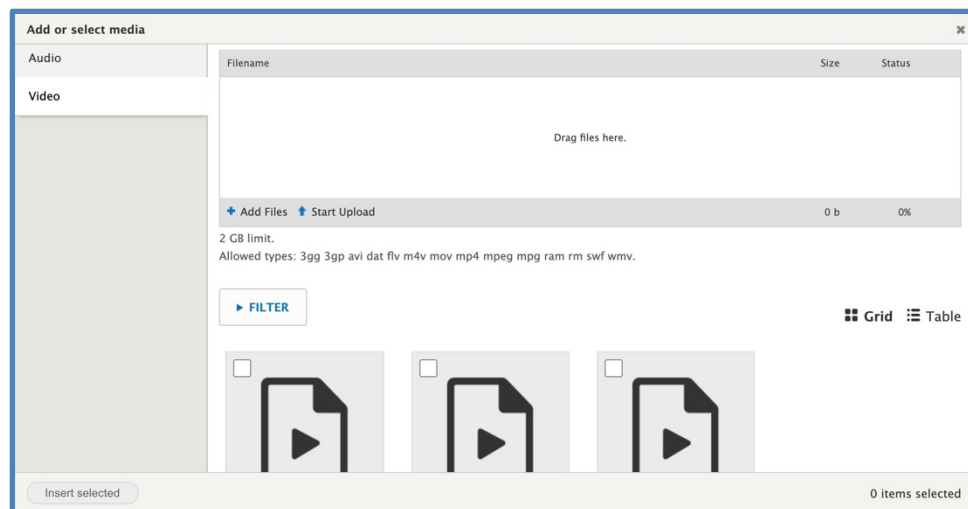 Add or select media
Audio
Video
Filename Size Status
Drag files here.
Add Files Start Upload 0 b 0%
2 GB limit.
Allowed types: 3gg 3gp avi dat flv m4v mov mp4 mpeg mpg ram rm swf wmv.
FILTER
Grid Table
Insert selected 0 items selected